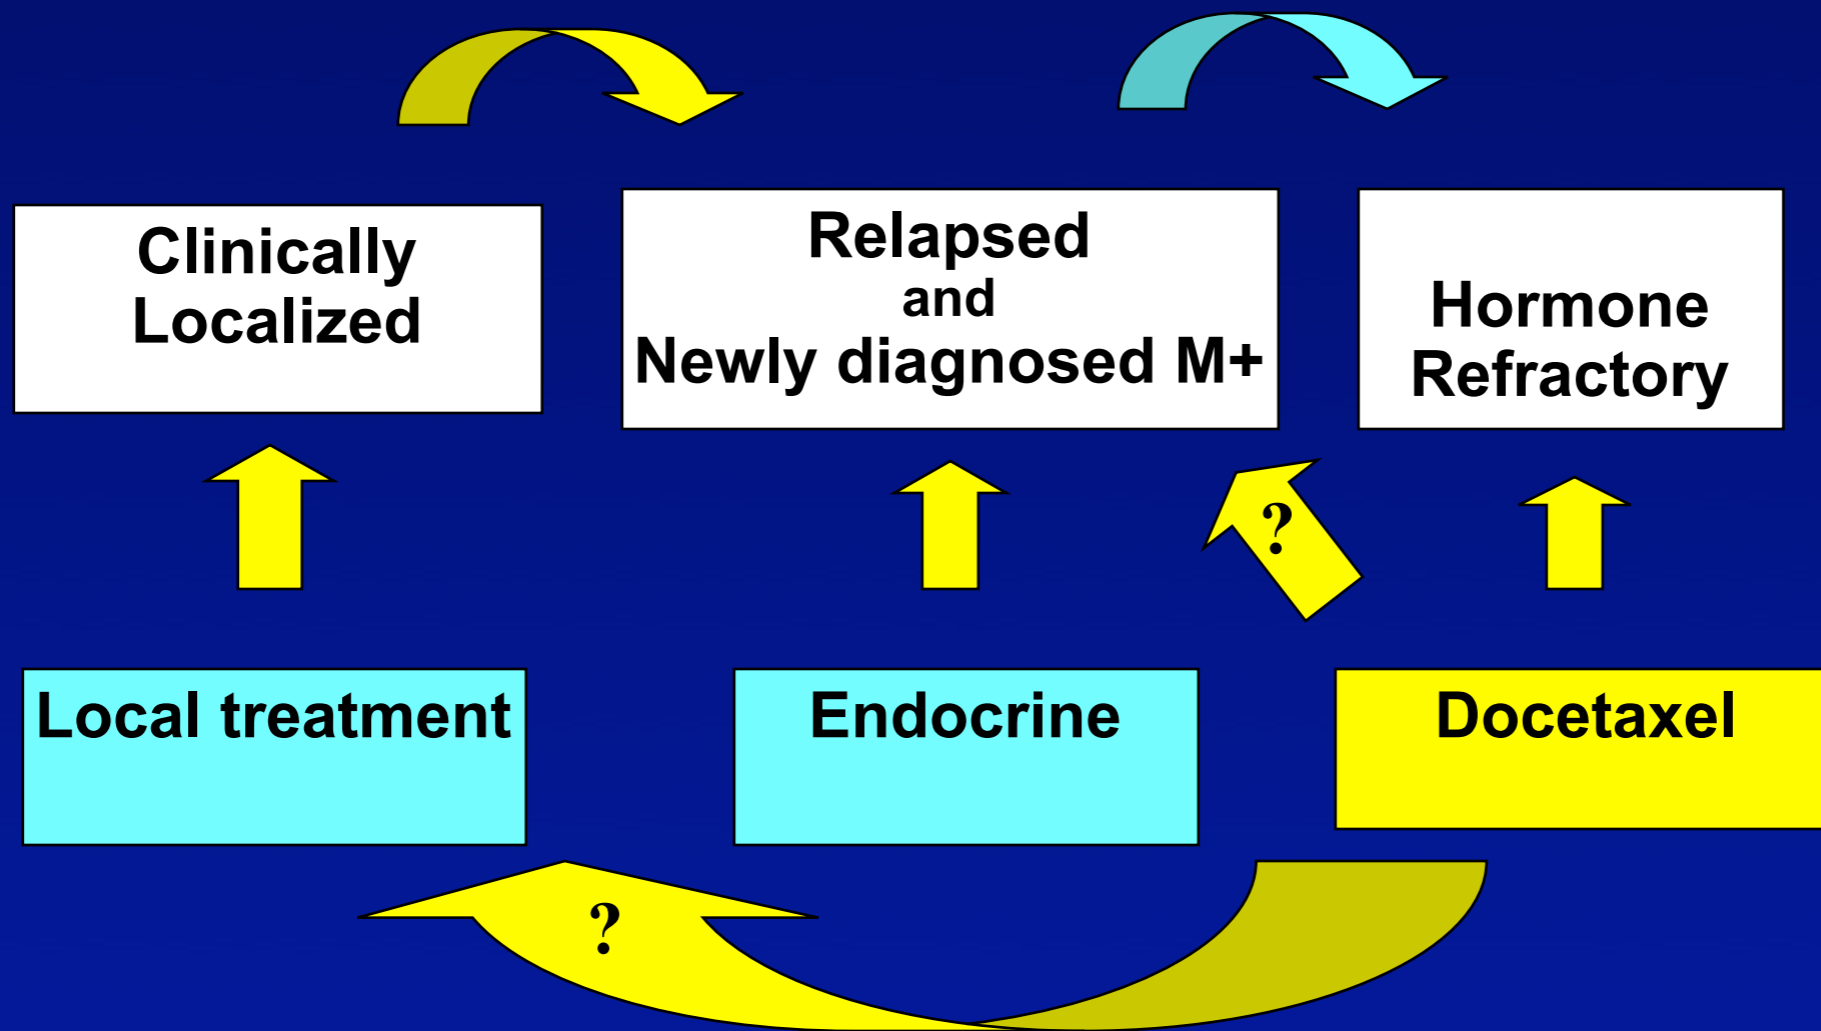 Clinically
Localized
Relapsed
and
Newly diagnosed M+
Hormone
Refractory
?
Local treatment
Endocrine
Docetaxel
?